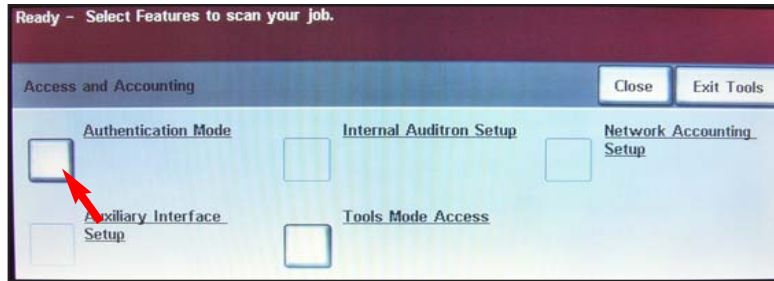 Ready - Select Features to scan your job.
Access and Accounting
Close
Exit Tools
Authentication Mode
Internal Auditron Setup
Network Accounting
Setup
Auxiliary Interface
Setup
Tools Mode Access